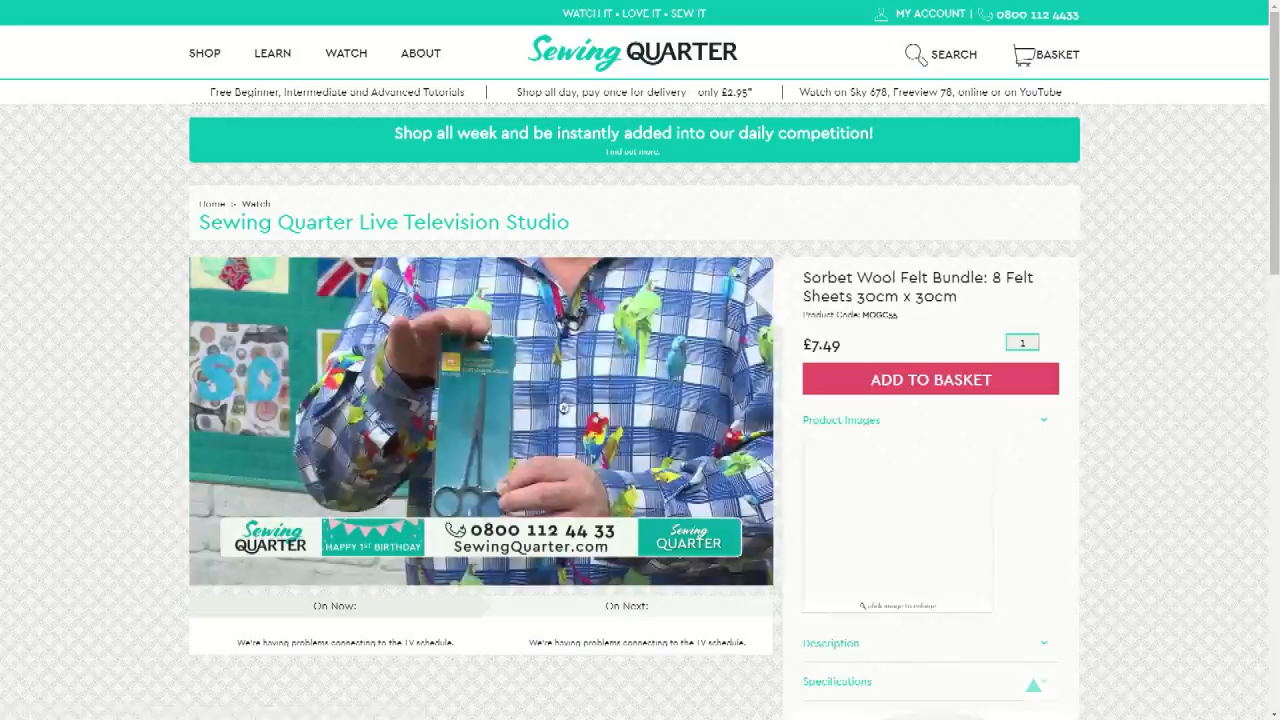 WATCH IT • LOVE IT • SEW IT
MY ACCOUNT | 0800 112 4433
SHOP LEARN WATCH ABOUT
Sewing QUARTER
SEARCH BASKET
Free Beginner, Intermediate and Advanced Tutorials | Shop all day, pay once for delivery - only £2.95* | Watch on Sky 678, Freeview 78, online or on YouTube
Shop all week and be instantly added into our daily competition!
Find out more.
Home > Watch
Sewing Quarter Live Television Studio
Sewing QUARTER
HAPPY 1ST BIRTHDAY
0800 112 44 33
SewingQuarter.com
Sewing QUARTER
On Now: On Next:
We're having problems connecting to the TV schedule. We're having problems connecting to the TV schedule.
Sorbet Wool Felt Bundle: 8 Felt
Sheets 30cm x 30cm
Product Code: MOGC55
£7.49 1
ADD TO BASKET
Product Images
click image to enlarge
Description
Specifications